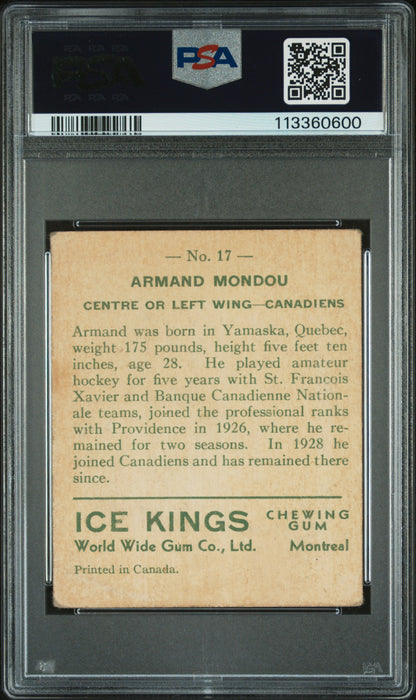 PSA
113360600
— No. 17 —
ARMAND MONDOU
CENTRE OR LEFT WING—CANADIENS
Armand was born in Yamaska, Quebec,
weight 175 pounds, height five feet ten
inches, age 28. He played amateur
hockey for five years with St. Francois
Xavier and Banque Canadienne Nation-
ale teams, joined the professional ranks
with Providence in 1926, where he re-
mained for two seasons. In 1928 he
joined Canadiens and has remained there
since.
ICE KINGS CHEWING GUM
World Wide Gum Co., Ltd. Montreal
Printed in Canada.